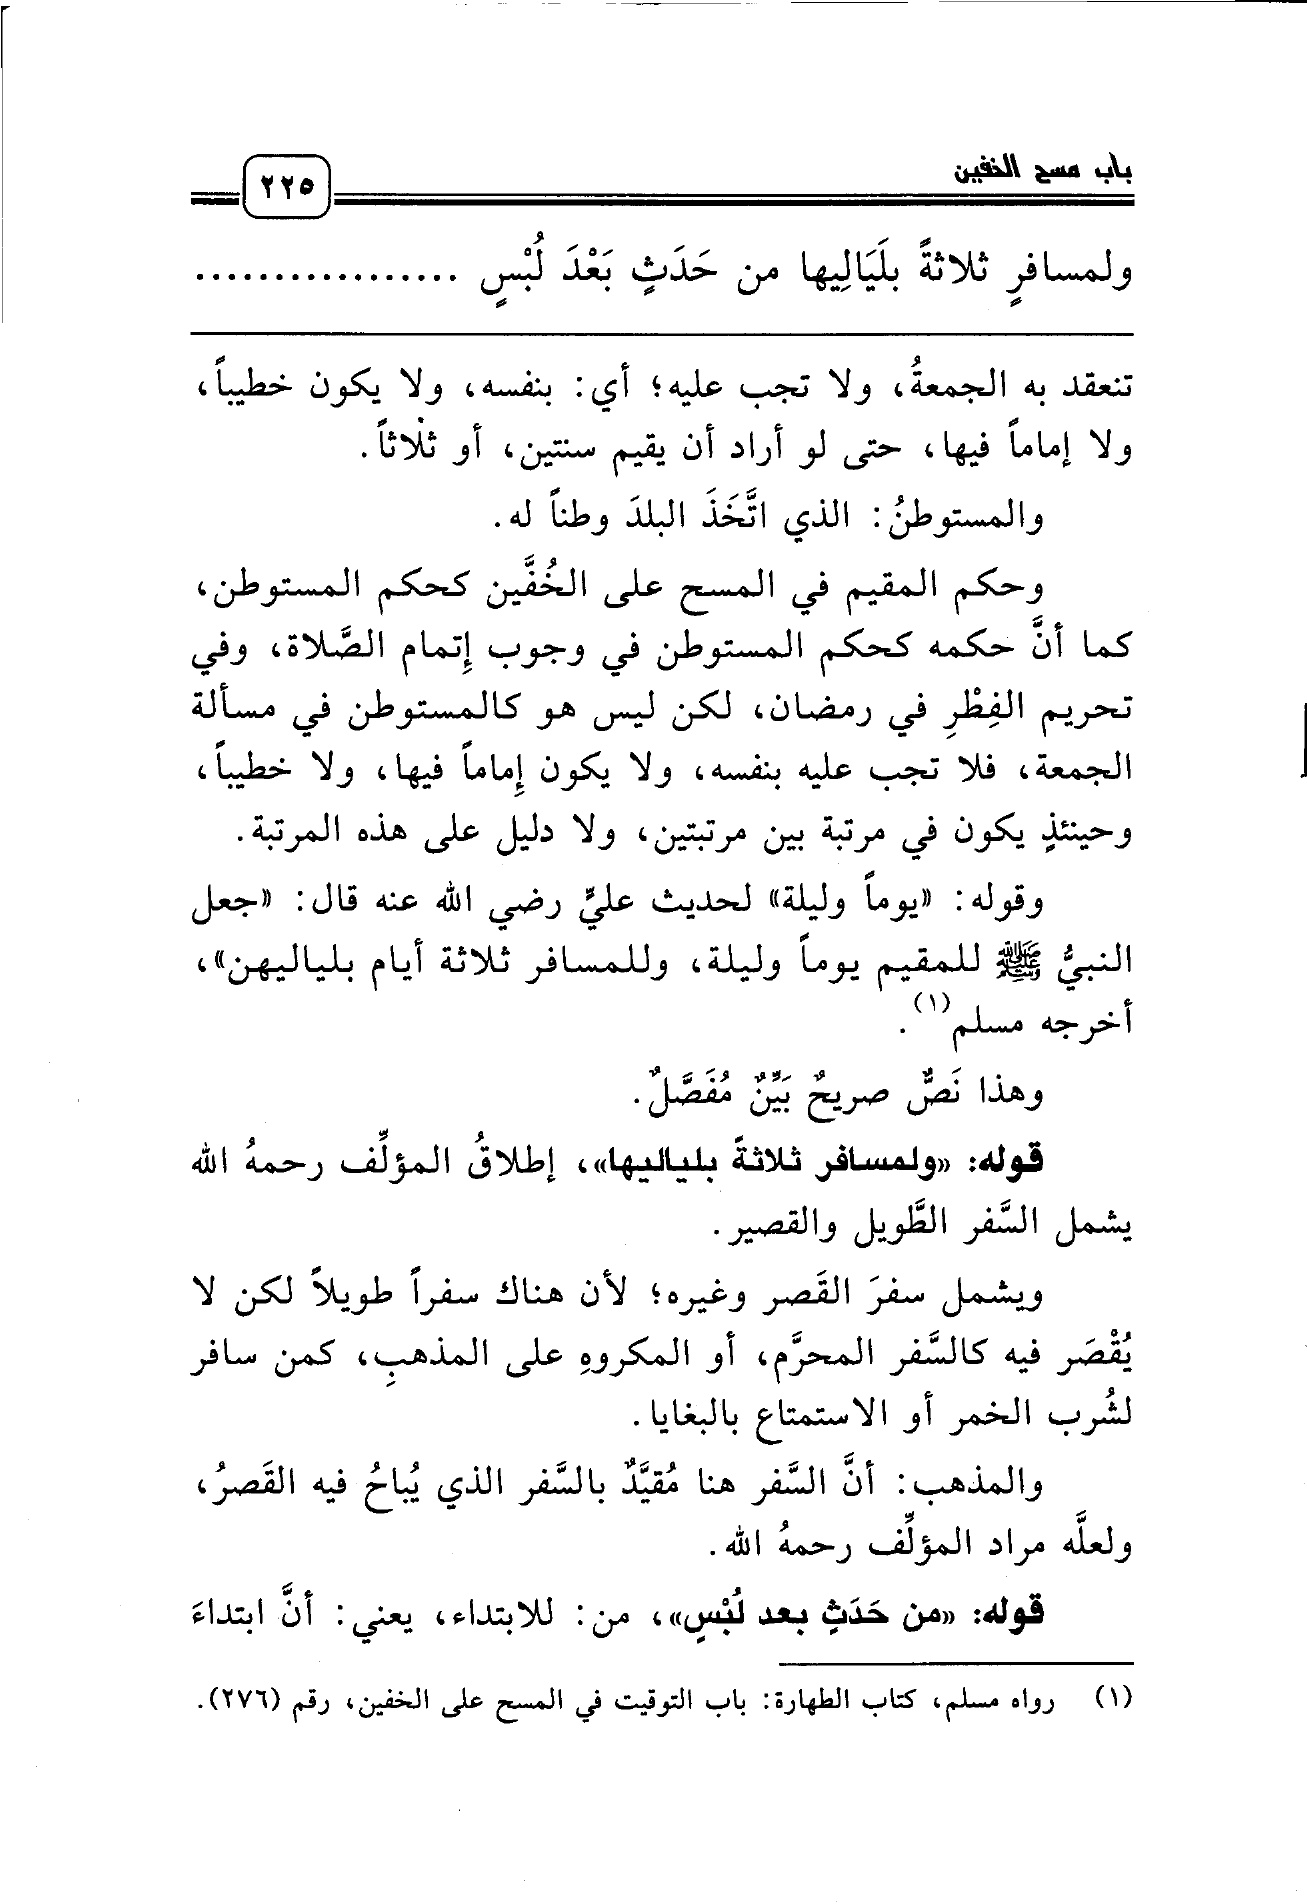 باب مسح الخفين
٢٢٥
ولمسافرٍ ثلاثةً بلَيَالِيها من حَدَثٍ بَعْدَ لُبْسٍ .................
تنعقد به الجمعةُ، ولا تجب عليه؛ أي: بنفسه، ولا يكون خطيباً،
ولا إماماً فيها، حتى لو أراد أن يقيم سنتين، أو ثلاثاً.
والمستوطنُ: الذي اتَّخَذَ البلدَ وطناً له.
وحكم المقيم في المسح على الخُفَّين كحكم المستوطن،
كما أنَّ حكمه كحكم المستوطن في وجوب إِتمام الصَّلاة، وفي
تحريم الفِطْرِ في رمضان، لكن ليس هو كالمستوطن في مسألة
الجمعة، فلا تجب عليه بنفسه، ولا يكون إِماماً فيها، ولا خطيباً،
وحينئذٍ يكون في مرتبة بين مرتبتين، ولا دليل على هذه المرتبة.
وقوله: «يوماً وليلة» لحديث عليٍّ رضي الله عنه قال: «جعل
النبيُّ ﷺ للمقيم يوماً وليلة، وللمسافر ثلاثة أيام بلياليهن»،
أخرجه مسلم(١).
وهذا نَصٌّ صريحٌ بَيِّنٌ مُفَصَّلٌ.
قوله: «ولمسافر ثلاثةً بلياليها»، إطلاقُ المؤلِّف رحمهُ الله
يشمل السَّفر الطَّويل والقصير.
ويشمل سفرَ القَصر وغيره؛ لأن هناك سفراً طويلاً لكن لا
يُقْصَر فيه كالسَّفر المحرَّم، أو المكروهِ على المذهبِ، كمن سافر
لشُرب الخمر أو الاستمتاع بالبغايا.
والمذهب: أنَّ السَّفر هنا مُقيَّدٌ بالسَّفر الذي يُباحُ فيه القَصرُ،
ولعلَّه مراد المؤلِّف رحمهُ الله.
قوله: «من حَدَثٍ بعد لُبْسٍ»، من: للابتداء، يعني: أنَّ ابتداءَ
(١) رواه مسلم، كتاب الطهارة: باب التوقيت في المسح على الخفين، رقم (٢٧٦).